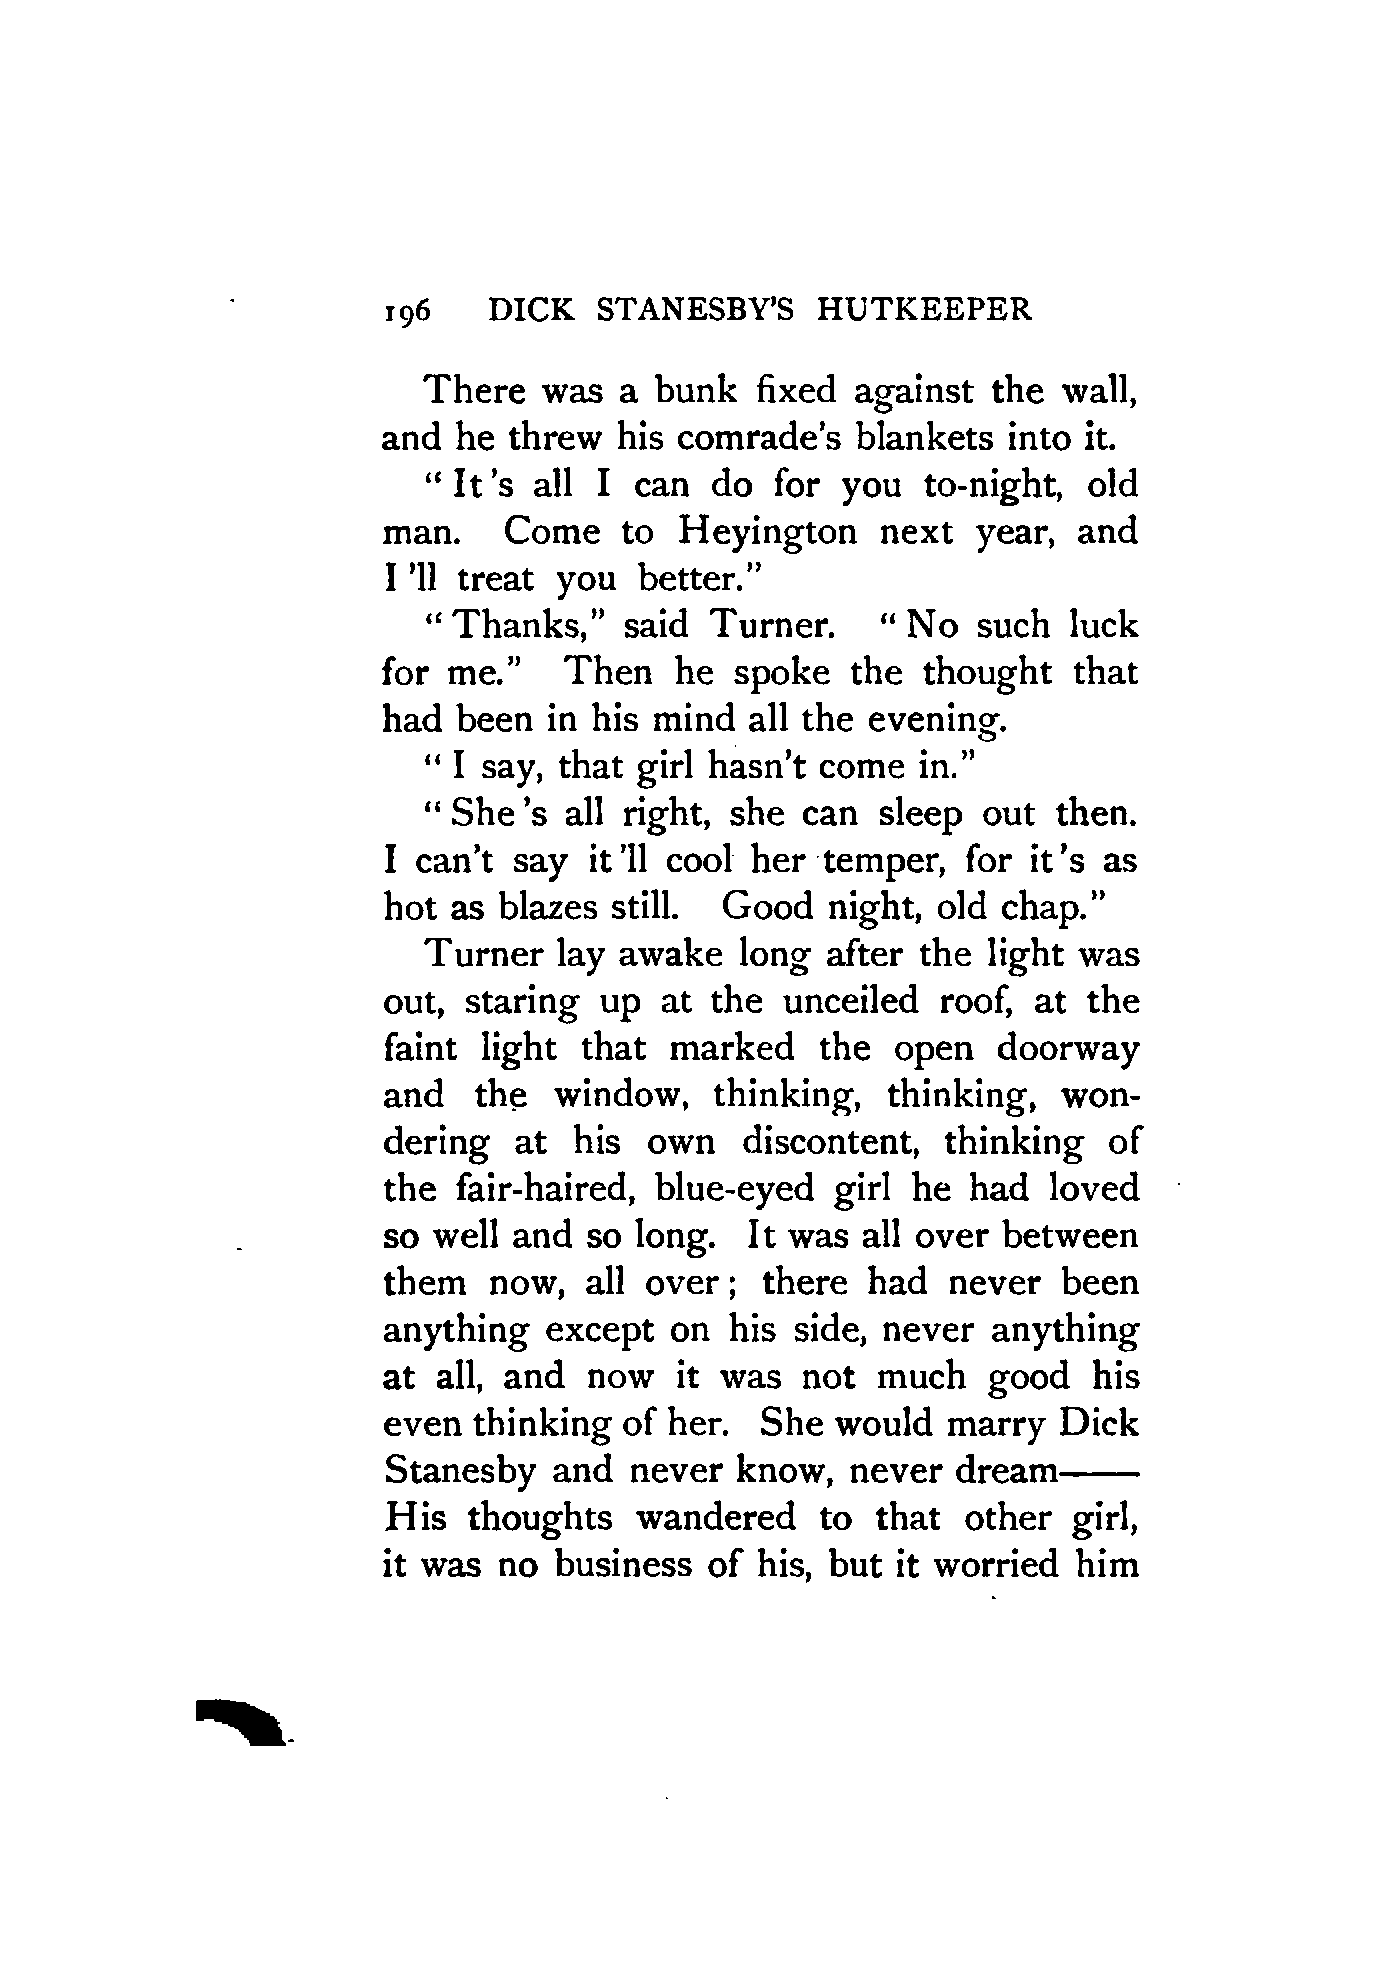 196 DICK STANESBY'S HUTKEEPER
There was a bunk fixed against the wall,
and he threw his comrade's blankets into it.
"It's all I can do for you to-night, old
man. Come to Heyington next year, and
I'll treat you better."
"Thanks," said Turner. "No such luck
for me." Then he spoke the thought that
had been in his mind all the evening.
"I say, that girl hasn't come in."
"She's all right, she can sleep out then.
I can't say it'll cool her temper, for it's as
hot as blazes still. Good night, old chap."
Turner lay awake long after the light was
out, staring up at the unceiled roof, at the
faint light that marked the open doorway
and the window, thinking, thinking, won-
dering at his own discontent, thinking of
the fair-haired, blue-eyed girl he had loved
so well and so long. It was all over between
them now, all over; there had never been
anything except on his side, never anything
at all, and now it was not much good his
even thinking of her. She would marry Dick
Stanesby and never know, never dream——
His thoughts wandered to that other girl,
it was no business of his, but it worried him